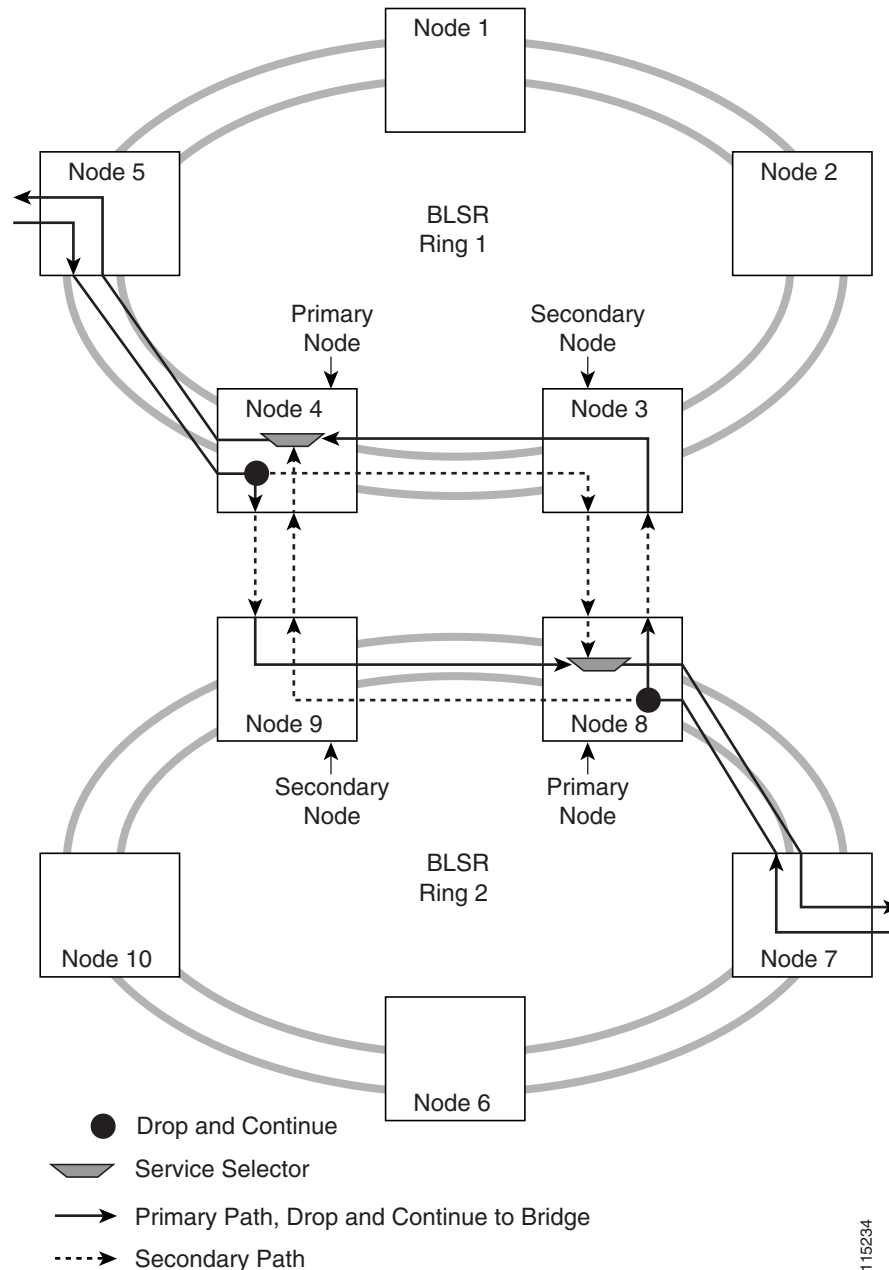 Node 1
Node 5
Node 2
BLSR
Ring 1
Primary
Node
Secondary
Node
Node 4
Node 3
Node 9
Node 8
Secondary
Node
Primary
Node
BLSR
Ring 2
Node 10
Node 7
Node 6
Drop and Continue
Service Selector
Primary Path, Drop and Continue to Bridge
Secondary Path
115234